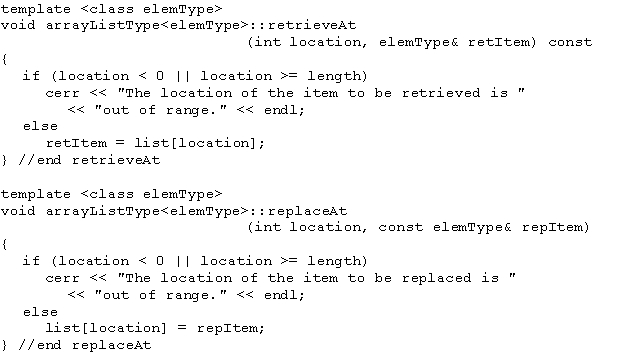 template <class elemType>
void arrayListType<elemType>::retrieveAt
(int location, elemType& retItem) const
{
if (location < 0 || location >= length)
cerr << "The location of the item to be retrieved is "
<< "out of range." << endl;
else
retItem = list[location];
} //end retrieveAt
template <class elemType>
void arrayListType<elemType>::replaceAt
(int location, const elemType& repItem)
{
if (location < 0 || location >= length)
cerr << "The location of the item to be replaced is "
<< "out of range." << endl;
else
list[location] = repItem;
} //end replaceAt